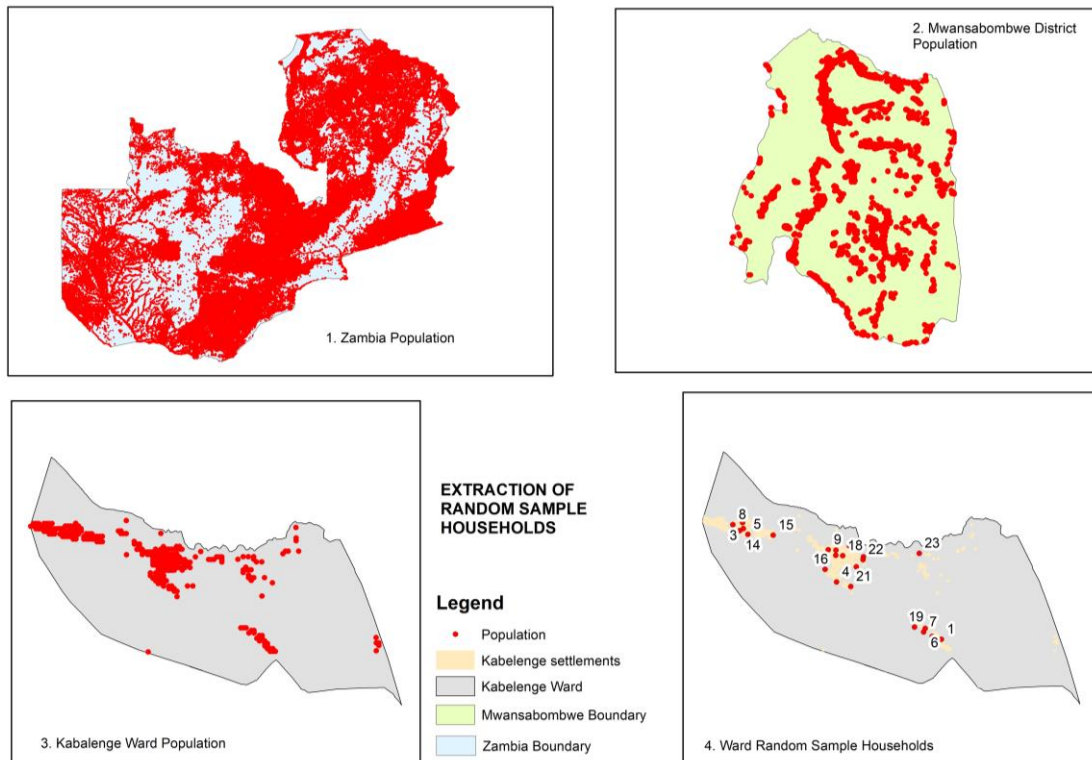 1. Zambia Population
2. Mwansabombwe District
Population
3. Kabalenge Ward Population
EXTRACTION OF
RANDOM SAMPLE
HOUSEHOLDS
Legend
Population
Kabelenge settlements
Kabelenge Ward
Mwansabombwe Boundary
Zambia Boundary
8
5
15
3
14
9
18
22
23
16
4
21
19
7
1
6
4. Ward Random Sample Households